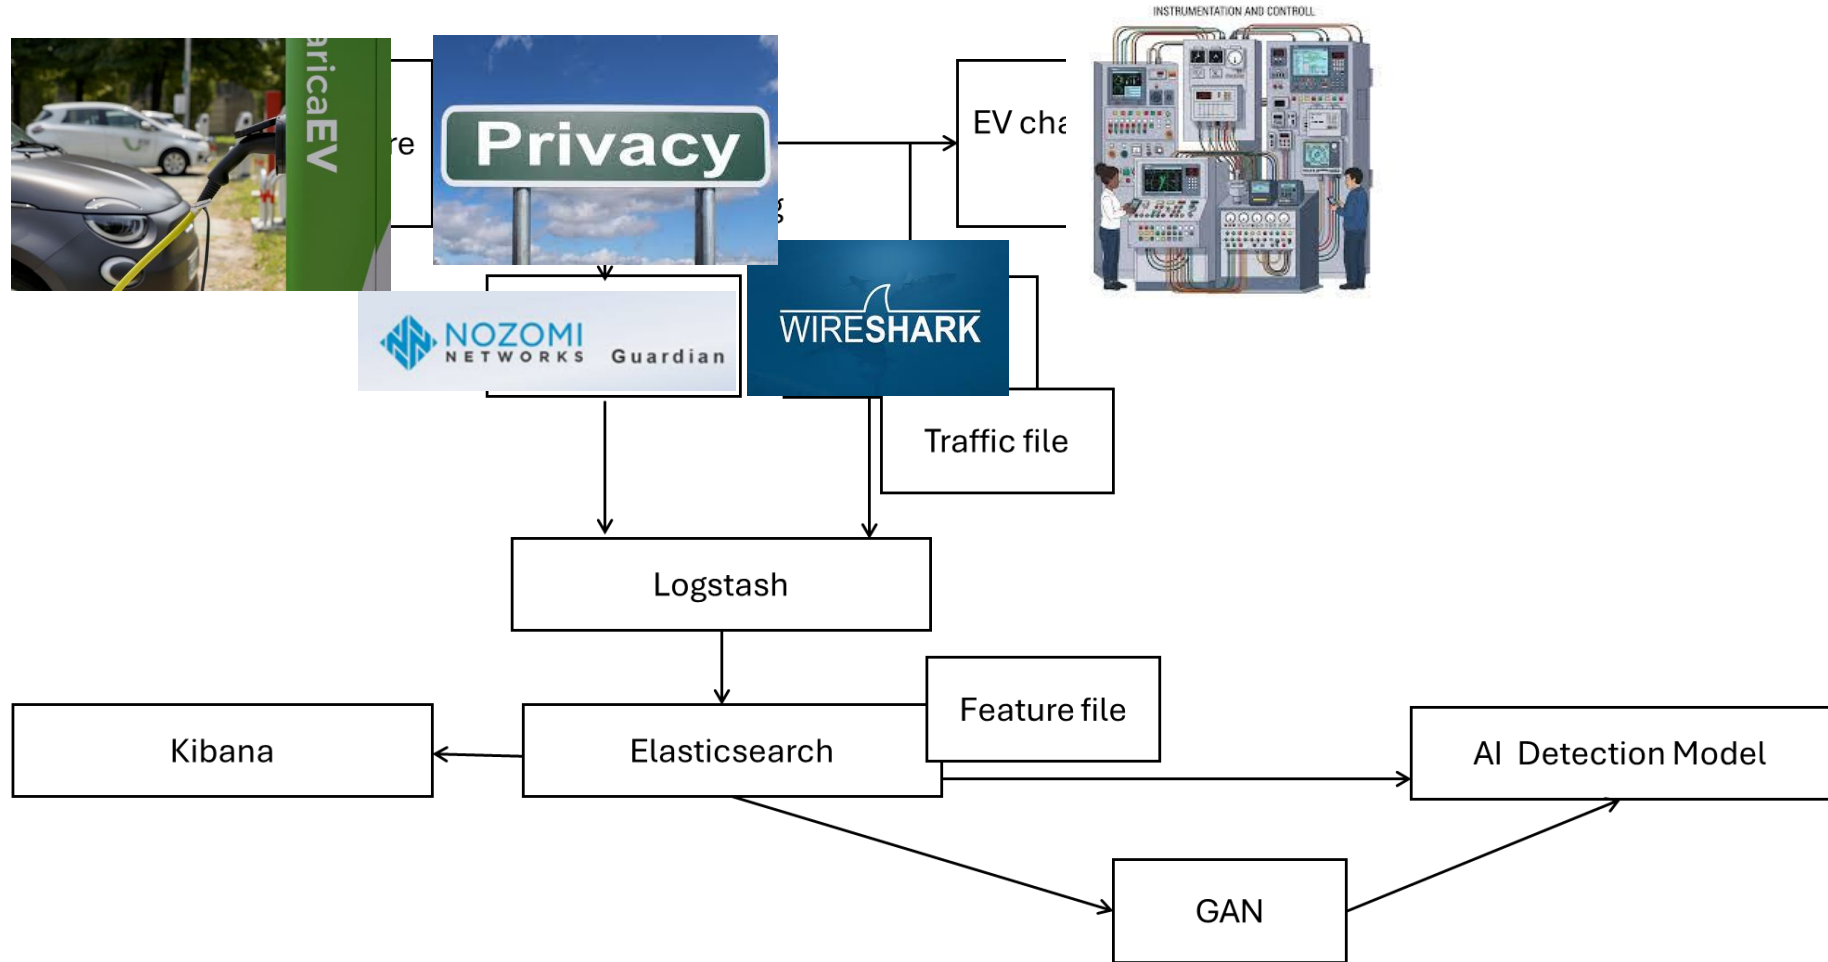 INSTRUMENTATION AND CONTROLL
aricaEV
re
Privacy
EV cha
g
NOZOMI
NETWORKS Guardian
WIRESHARK
Traffic file
Logstash
Feature file
Kibana
Elasticsearch
AI Detection Model
GAN